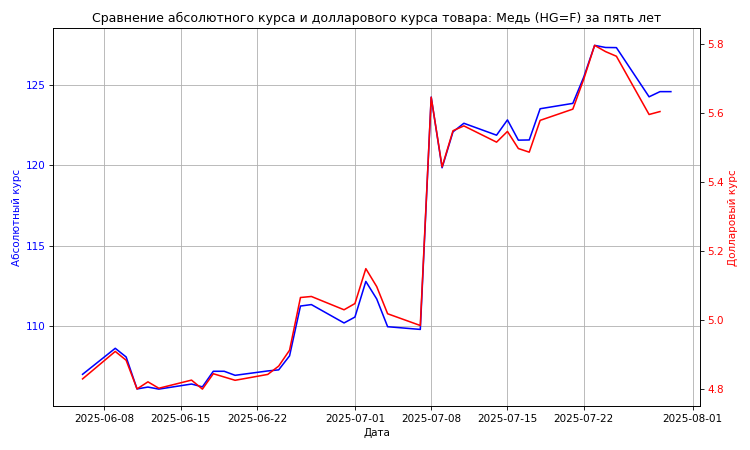 Сравнение абсолютного курса и долларового курса товара: Медь (HG=F) за пять лет
125
120
115
110
Абсолютный курс
5.8
5.6
5.4
5.2
5.0
4.8
Долларовый курс
2025-06-08 2025-06-15 2025-06-22 2025-07-01 2025-07-08 2025-07-15 2025-07-22 2025-08-01
Дата